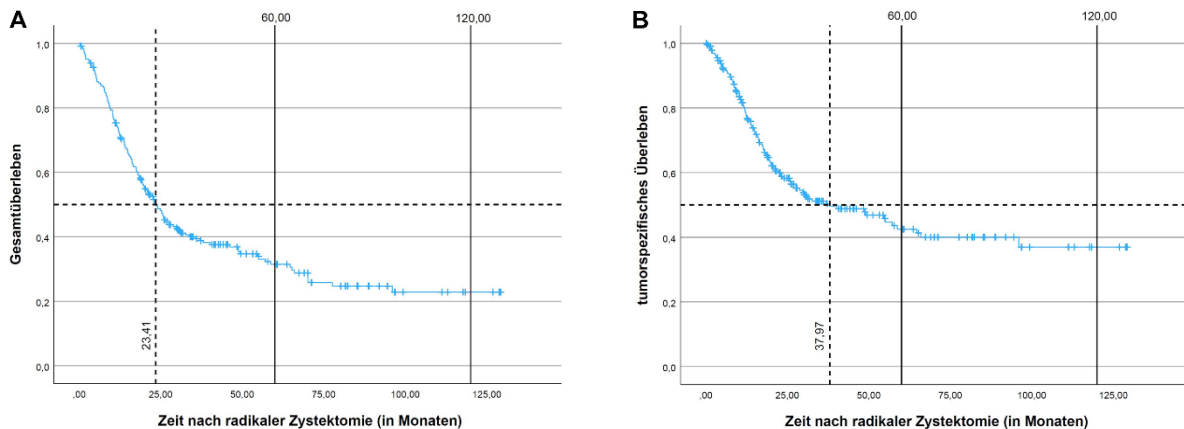 A
60,00 120,00
1,0
0,8
0,6
0,4
0,2
0,0
Gesamtüberleben
23,41
,00 25,00 50,00 75,00 100,00 125,00
Zeit nach radikaler Zystektomie (in Monaten)
B
60,00 120,00
1,0
0,8
0,6
0,4
0,2
0,0
tumorspezifisches Überleben
37,97
,00 25,00 50,00 75,00 100,00 125,00
Zeit nach radikaler Zystektomie (in Monaten)